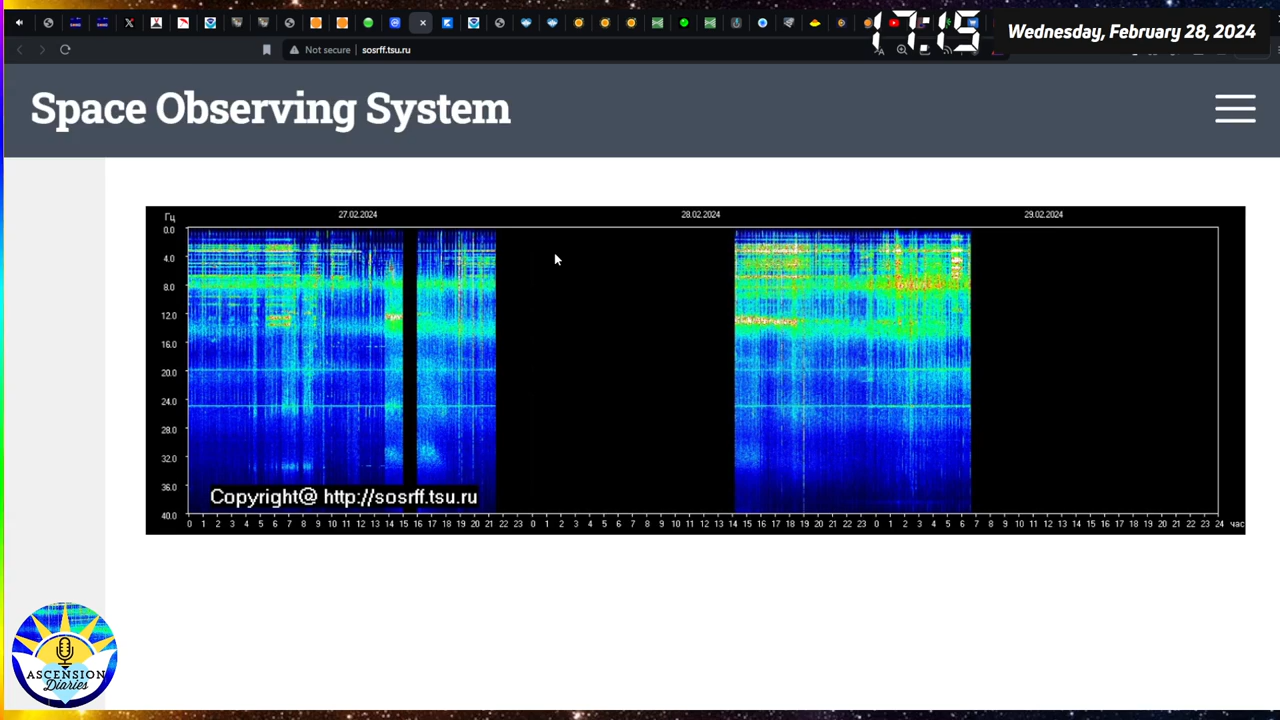 17:15
Wednesday, February 28, 2024
Not secure
sosrff.tsu.ru
Space Observing System
Гц
27.02.2024
28.02.2024
29.02.2024
0.0
4.0
8.0
12.0
16.0
20.0
24.0
28.0
32.0
36.0
40.0
Copyright@ http://sosrff.tsu.ru
0 1 2 3 4 5 6 7 8 9 10 11 12 13 14 15 16 17 18 19 20 21 22 23 0 1 2 3 4 5 6 7 8 9 10 11 12 13 14 15 16 17 18 19 20 21 22 23 0 1 2 3 4 5 6 7 8 9 10 11 12 13 14 15 16 17 18 19 20 21 22 23 24 час
ASCENSION
Diaries